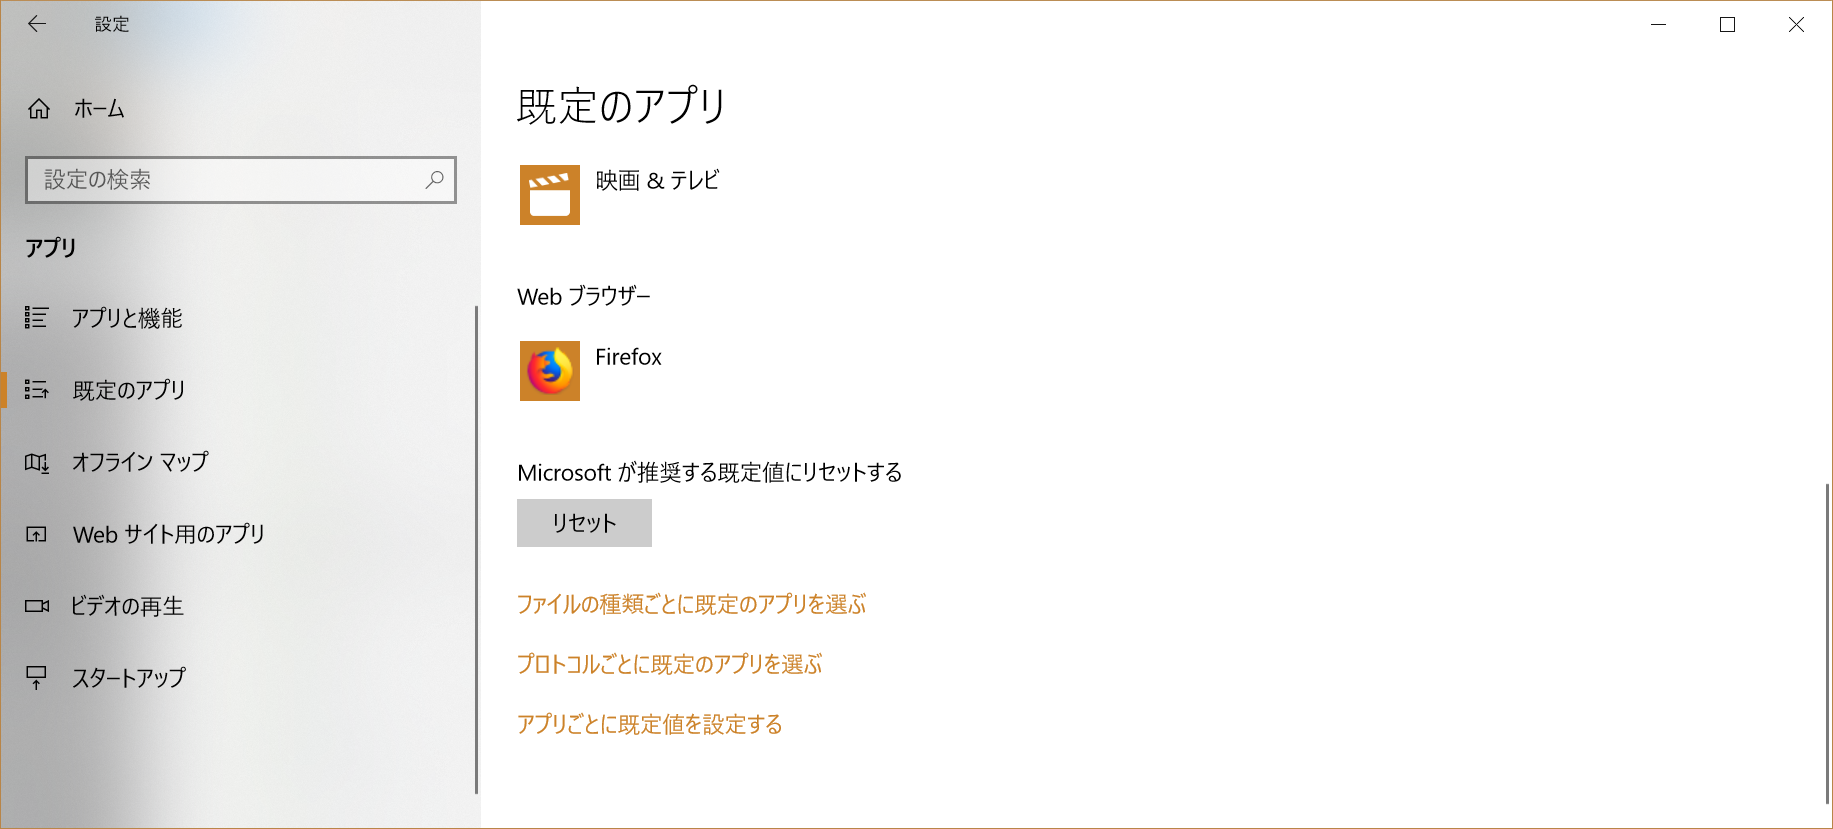 設定
ホーム
設定の検索
アプリ
アプリと機能
既定のアプリ
オフライン マップ
Web サイト用のアプリ
ビデオの再生
スタートアップ
既定のアプリ
映画 & テレビ
Web ブラウザー
Firefox
Microsoft が推奨する既定値にリセットする
リセット
ファイルの種類ごとに既定のアプリを選ぶ
プロトコルごとに既定のアプリを選ぶ
アプリごとに既定値を設定する